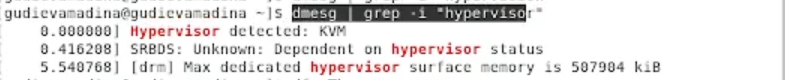 gudievamadina@gudievamadina ~]$ dmesg | grep -i "hypervisor"
0.000000] Hypervisor detected: KVM
0.416208] SRBDS: Unknown: Dependent on hypervisor status
5.540768] [drm] Max dedicated hypervisor surface memory is 507904 kiB